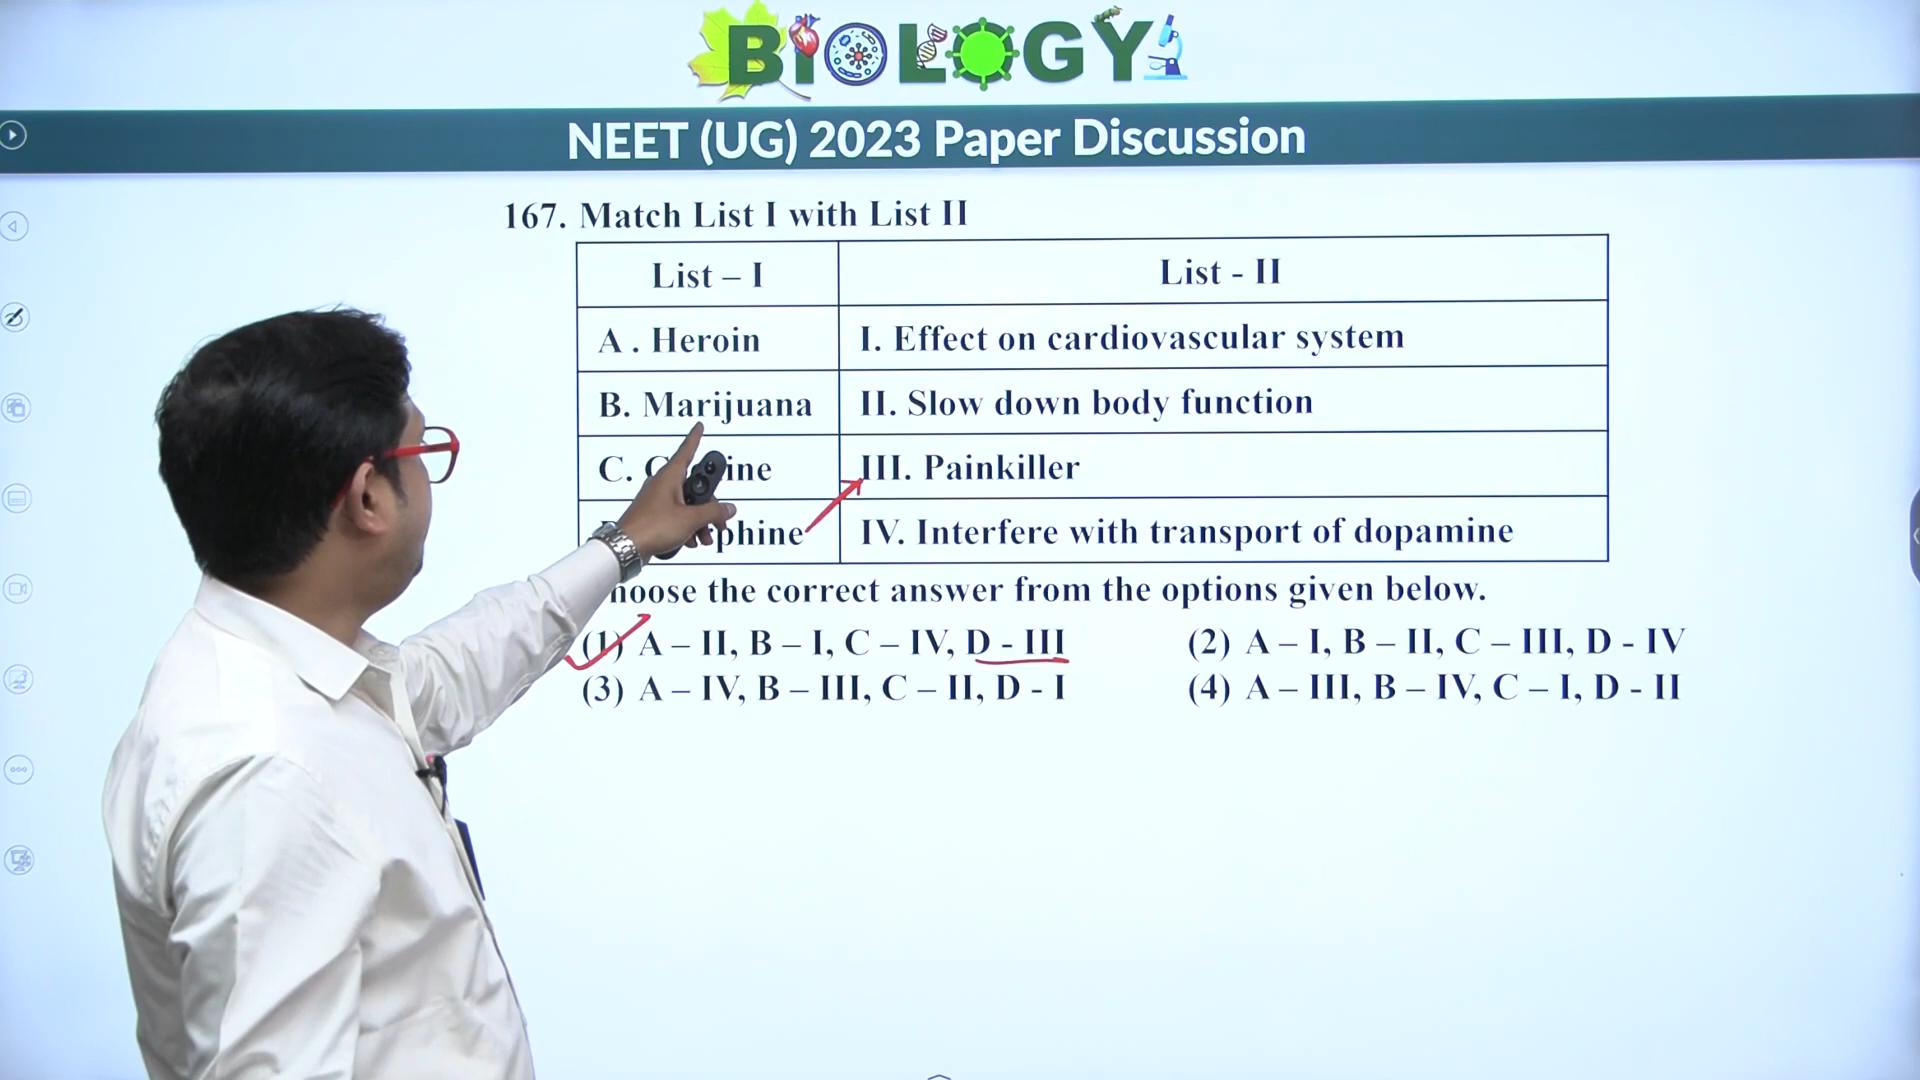 BIOLOGY
NEET (UG) 2023 Paper Discussion
167. Match List I with List II
List – I
List - II
A . Heroin
I. Effect on cardiovascular system
B. Marijuana
II. Slow down body function
C.
III. Painkiller
IV. Interfere with transport of dopamine
the correct answer from the options given below.
(1) A – II, B – I, C – IV, D - III
(2) A – I, B – II, C – III, D - IV
(3) A – IV, B – III, C – II, D - I
(4) A – III, B – IV, C – I, D - II